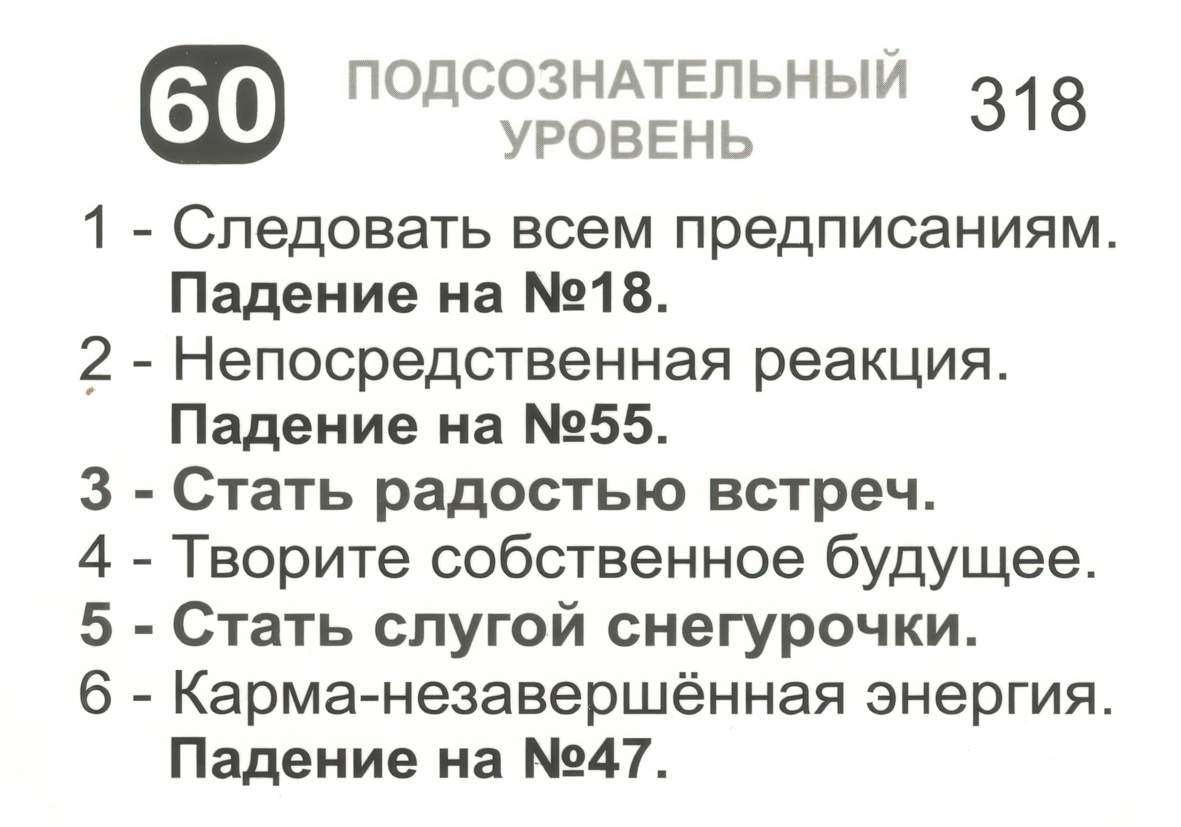 60 ПОДСОЗНАТЕЛЬНЫЙ 318
УРОВЕНЬ
1 - Следовать всем предписаниям.
Падение на №18.
2 - Непосредственная реакция.
Падение на №55.
3 - Стать радостью встреч.
4 - Творите собственное будущее.
5 - Стать слугой снегурочки.
6 - Карма-незавершённая энергия.
Падение на №47.